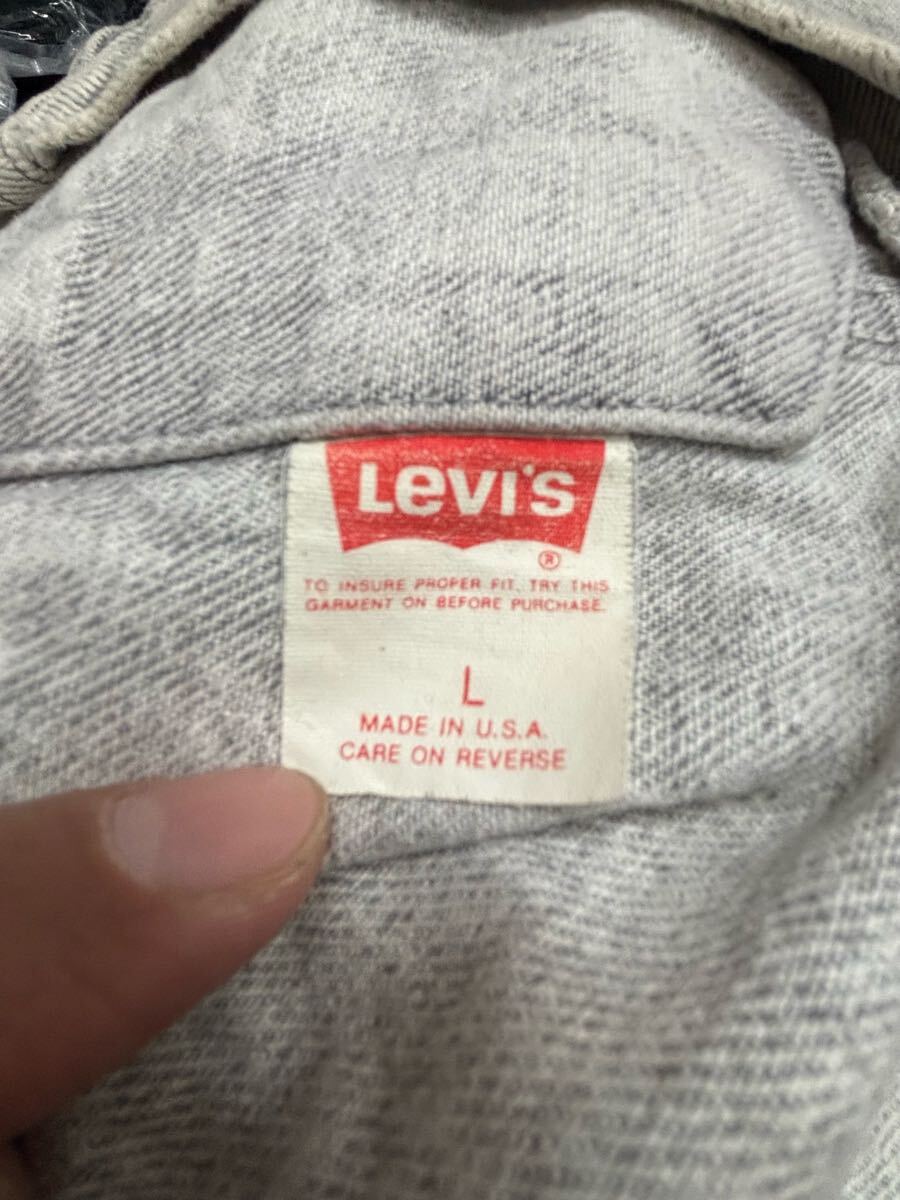 Levi's
®
TO INSURE PROPER FIT, TRY THIS
GARMENT ON BEFORE PURCHASE.
L
MADE IN U.S.A.
CARE ON REVERSE